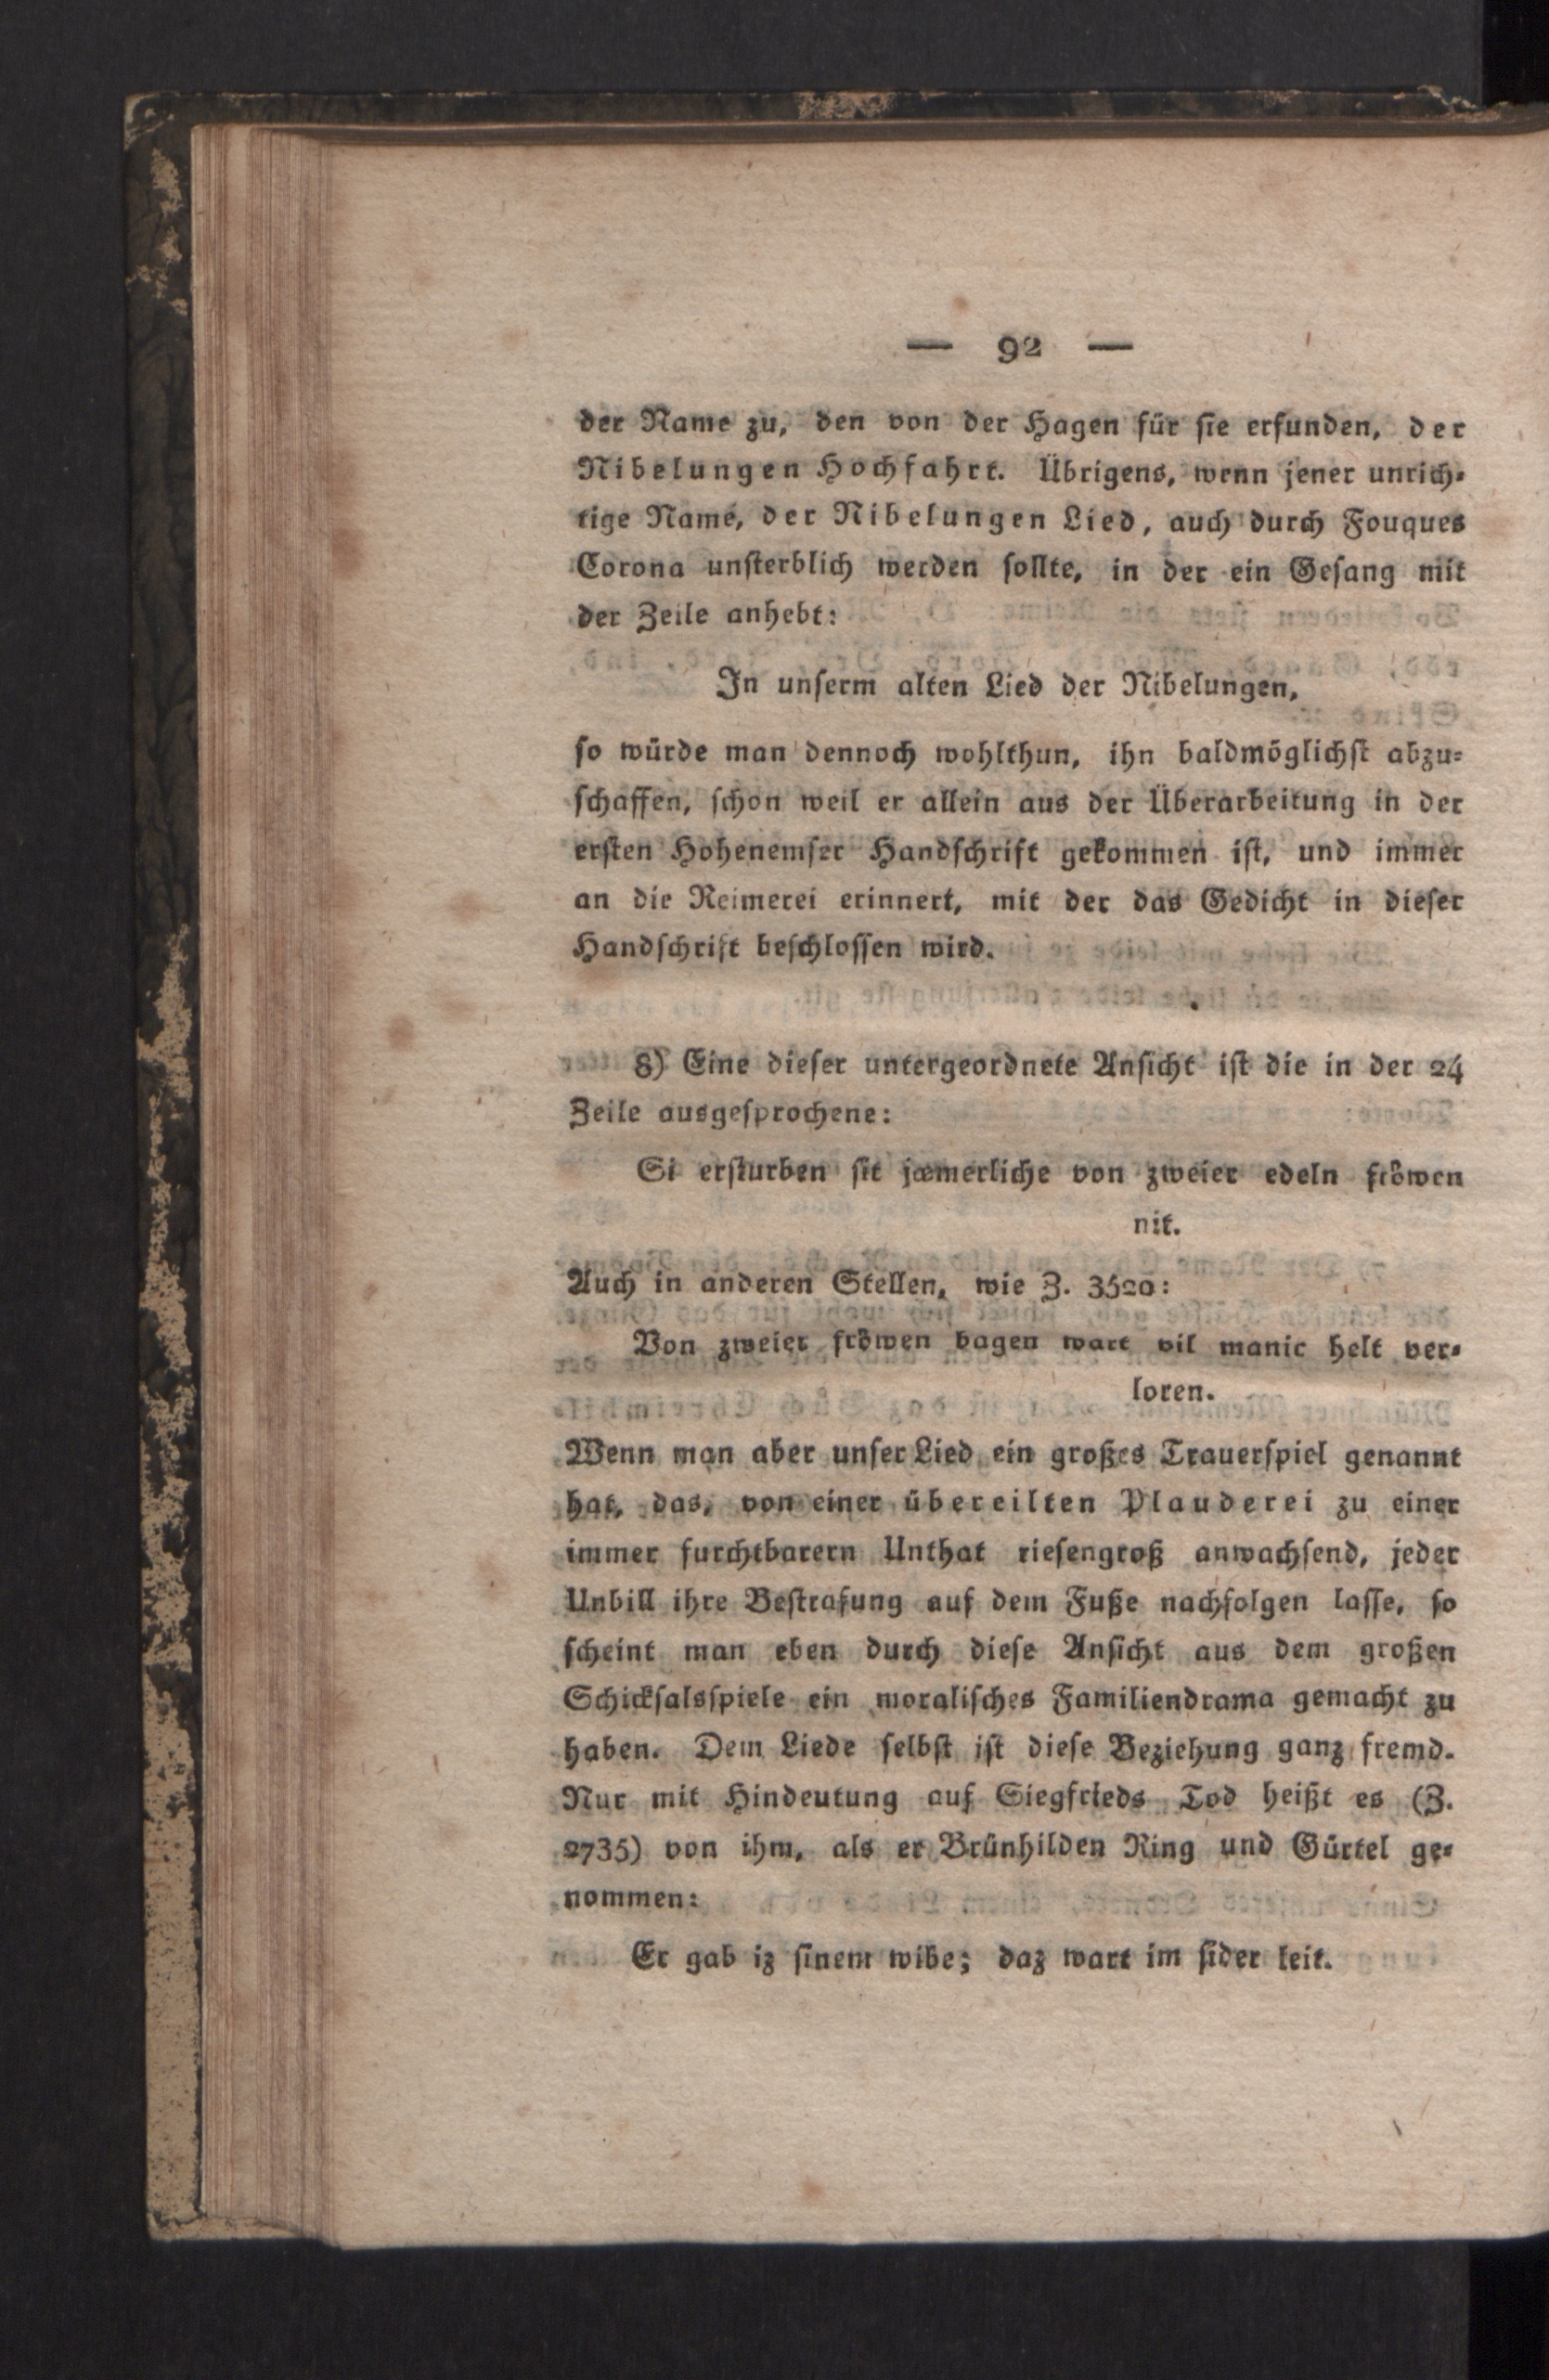 — 92 —
der Name zu, den von der Hagen für ſie erfunden, der
Nibelungen Hochfahrt. Übrigens, wenn jener unrich-
tige Name, der Nibelungen Lied, auch durch Fouques
Corona unſterblich werden ſollte, in der ein Geſang mit
der Zeile anhebt:
In unſerm alten Lied der Nibelungen,
ſo würde man dennoch wohlthun, ihn baldmöglichſt abzu-
ſchaffen, ſchon weil er allein aus der Überarbeitung in der
erſten Hohenemſer Handſchrift gekommen iſt, und immer
an die Reimerei erinnert, mit der das Gedicht in dieſer
Handſchrift beſchloſſen wird.
8) Eine dieſer untergeordnete Anſicht iſt die in der 24
Zeile ausgeſprochene:
Si erſturben ſit jæmerliche von zweier edeln fröwen
nit.
Auch in anderen Stellen, wie Z. 3520:
Von zweier fröwen bagen wart vil manic helt ver-
loren.
Wenn man aber unſer Lied ein großes Trauerſpiel genannt
hat, das, von einer übereilten Plauderei zu einer
immer furchtbarern Unthat rieſengroß anwachſend, jeder
Unbill ihre Beſtrafung auf dem Fuße nachfolgen laſſe, ſo
ſcheint man eben durch dieſe Anſicht aus dem großen
Schickſalsſpiele ein moraliſches Familiendrama gemacht zu
haben. Dem Liede ſelbſt iſt dieſe Beziehung ganz fremd.
Nur mit Hindeutung auf Siegfrieds Tod heißt es (Z.
2735) von ihm, als er Brünhilden Ring und Gürtel ge-
nommen:
Er gab iz ſinem wibe; daz wart im ſider leit.